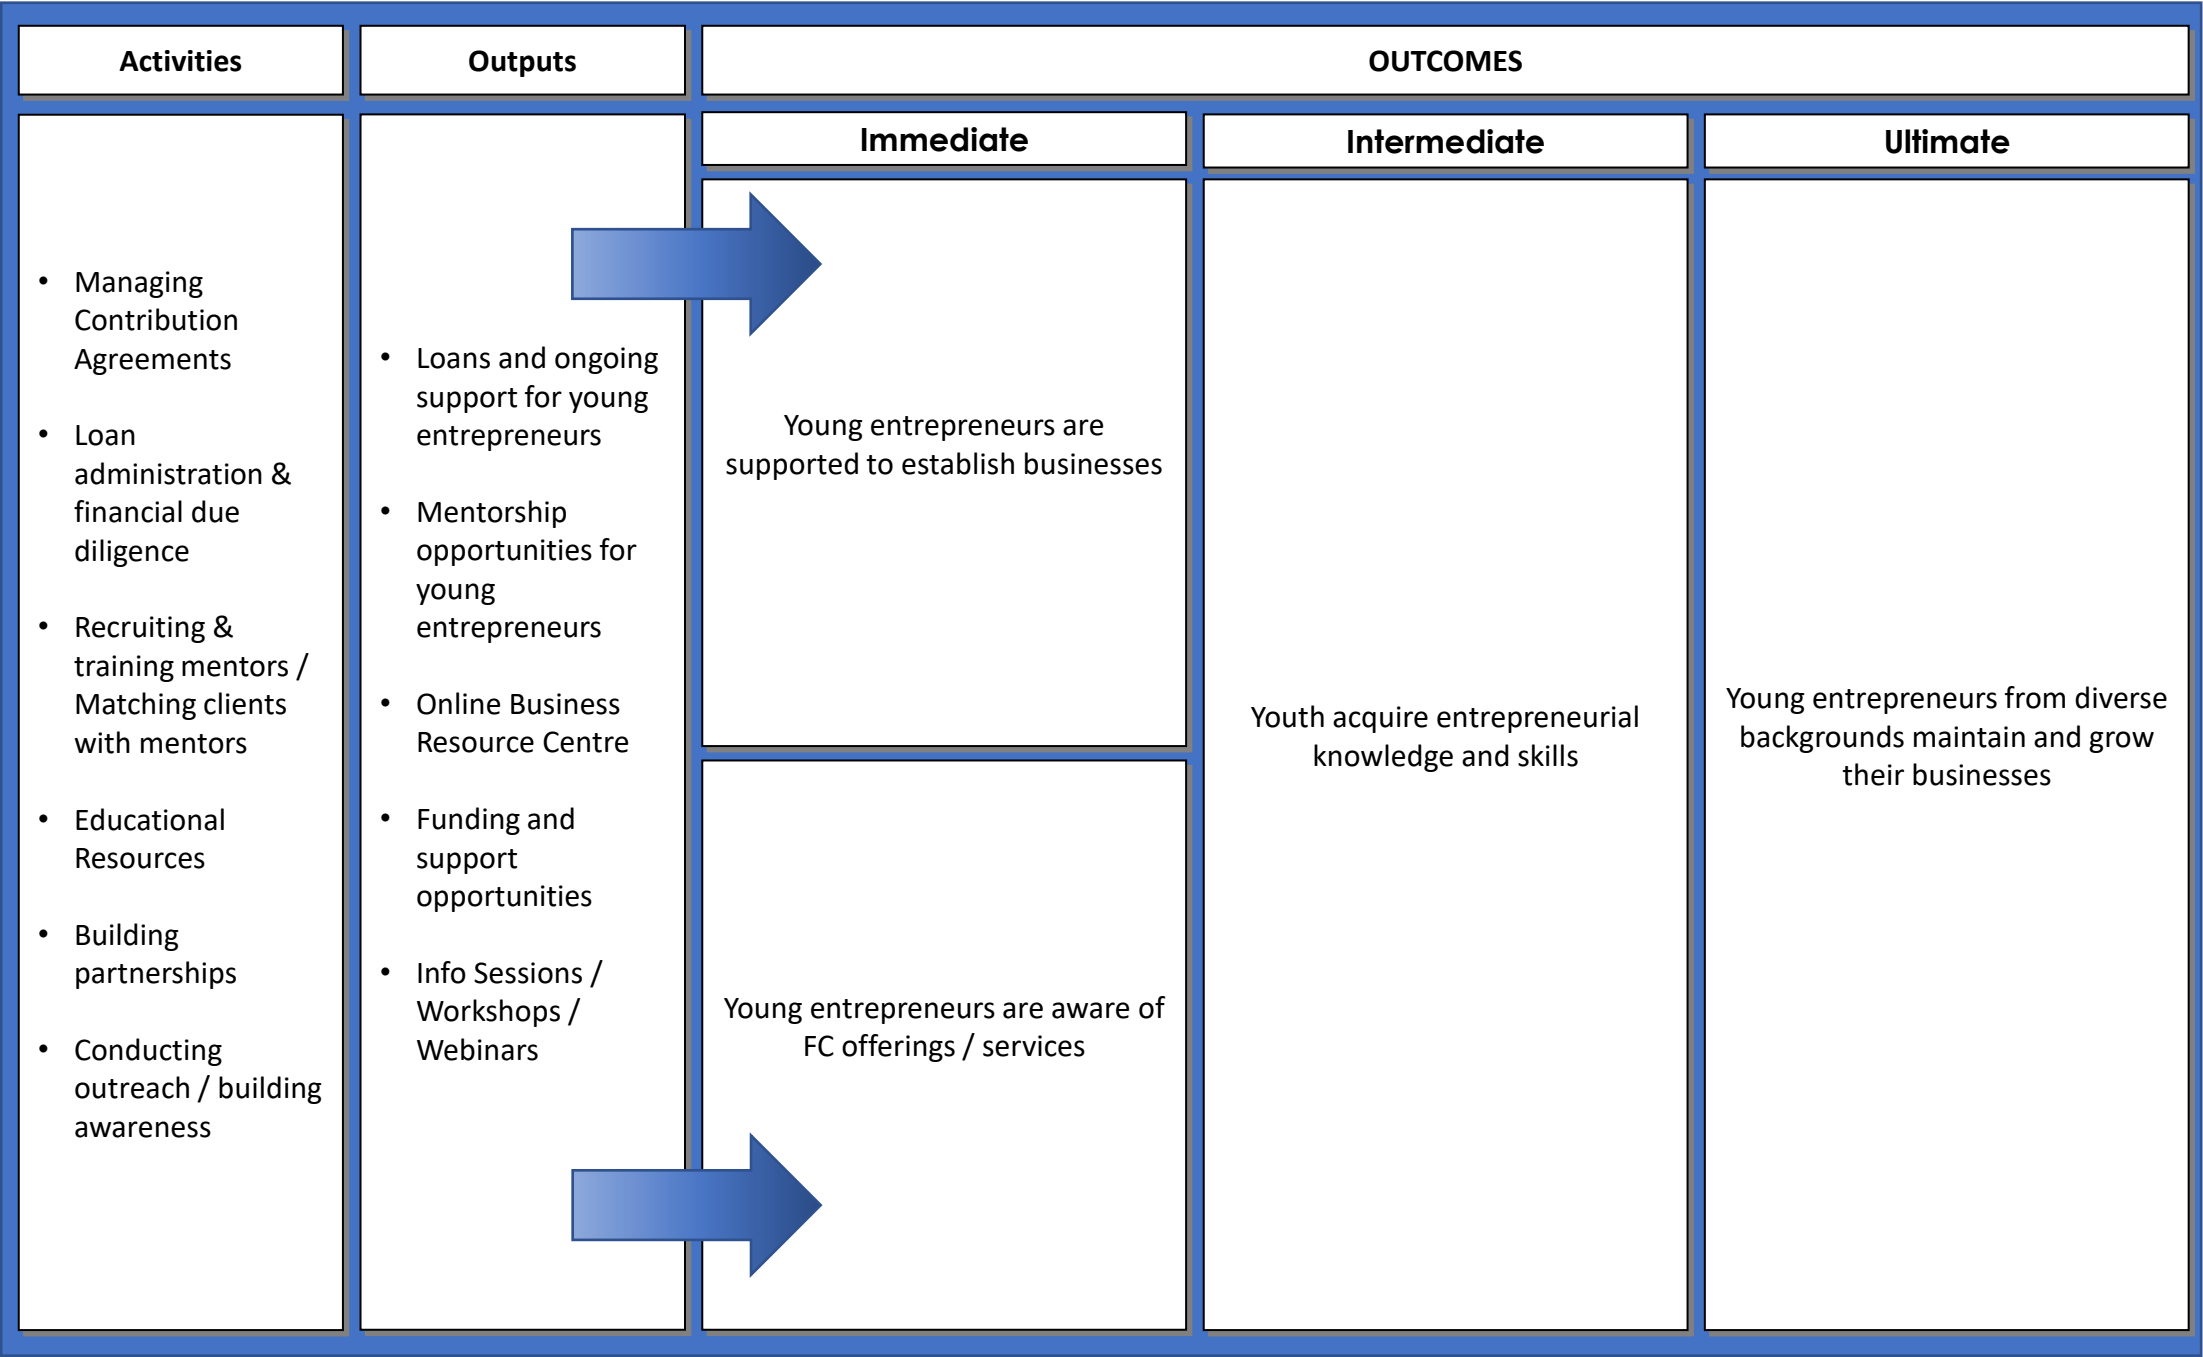 Activities
Outputs
OUTCOMES
Immediate
Intermediate
Ultimate
• Managing
Contribution
Agreements
• Loan
administration &
financial due
diligence
• Recruiting &
training mentors /
Matching clients
with mentors
• Educational
Resources
• Building
partnerships
• Conducting
outreach / building
awareness
• Loans and ongoing
support for young
entrepreneurs
• Mentorship
opportunities for
young
entrepreneurs
• Online Business
Resource Centre
• Funding and
support
opportunities
• Info Sessions /
Workshops /
Webinars
Young entrepreneurs are
supported to establish businesses
Young entrepreneurs are aware of
FC offerings / services
Youth acquire entrepreneurial
knowledge and skills
Young entrepreneurs from diverse
backgrounds maintain and grow
their businesses